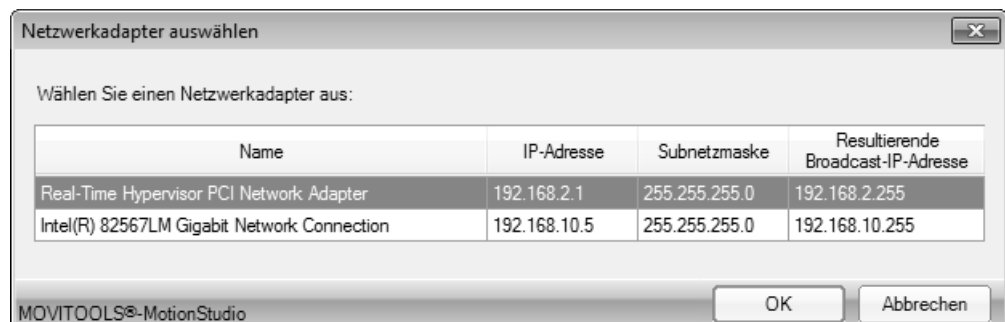 Netzwerkadapter auswählen
Wählen Sie einen Netzwerkadapter aus:
Name IP-Adresse Subnetzmaske Resultierende
Broadcast-IP-Adresse
Real-Time Hypervisor PCI Network Adapter 192.168.2.1 255.255.255.0 192.168.2.255
Intel(R) 82567LM Gigabit Network Connection 192.168.10.5 255.255.255.0 192.168.10.255
OK Abbrechen
MOVITOOLS®-MotionStudio